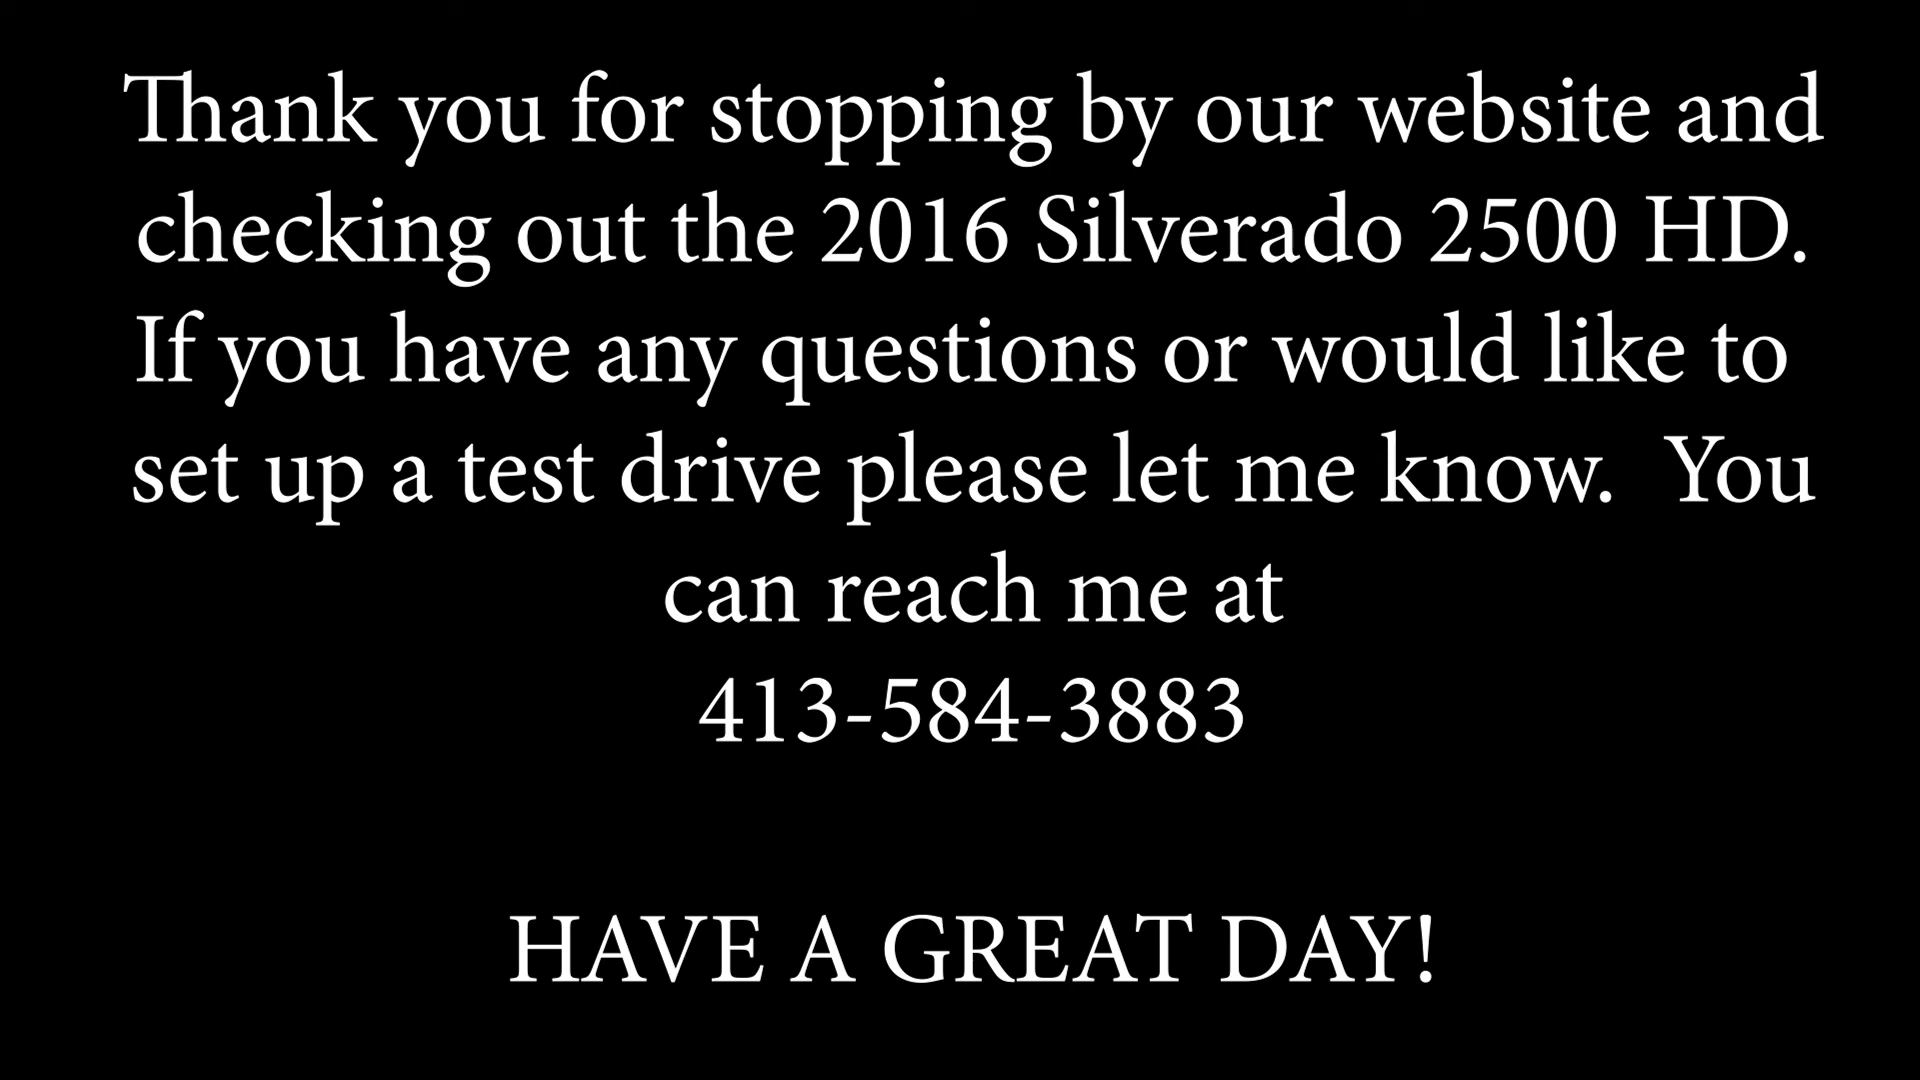 Thank you for stopping by our website and
checking out the 2016 Silverado 2500 HD.
If you have any questions or would like to
set up a test drive please let me know.  You
can reach me at
413-584-3883
HAVE A GREAT DAY!